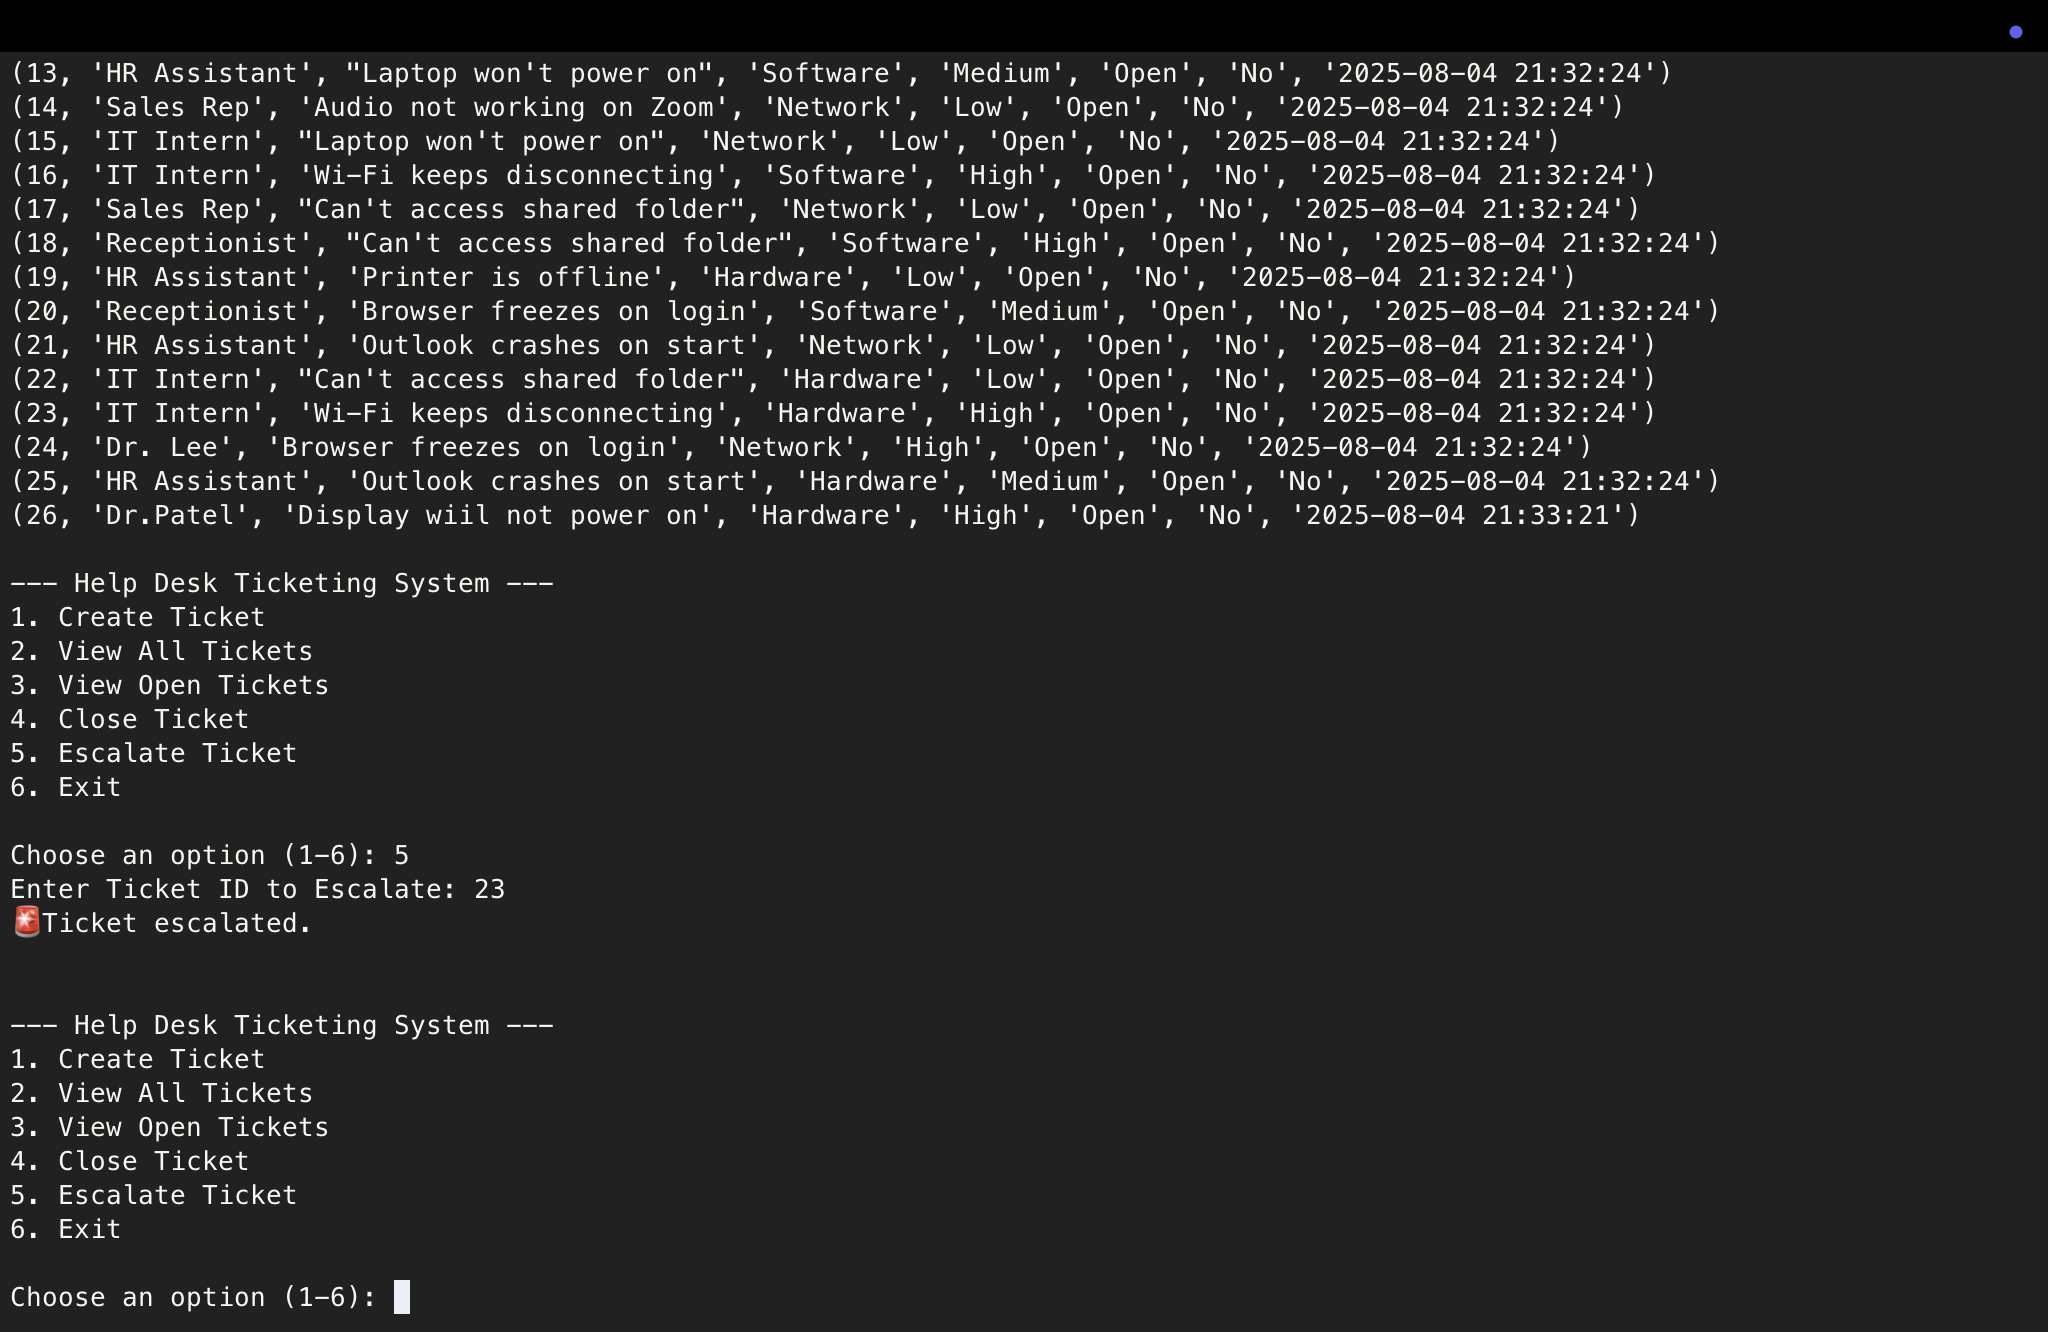 (13, 'HR Assistant', "Laptop won't power on", 'Software', 'Medium', 'Open', 'No', '2025-08-04 21:32:24')
(14, 'Sales Rep', 'Audio not working on Zoom', 'Network', 'Low', 'Open', 'No', '2025-08-04 21:32:24')
(15, 'IT Intern', "Laptop won't power on", 'Network', 'Low', 'Open', 'No', '2025-08-04 21:32:24')
(16, 'IT Intern', 'Wi-Fi keeps disconnecting', 'Software', 'High', 'Open', 'No', '2025-08-04 21:32:24')
(17, 'Sales Rep', "Can't access shared folder", 'Network', 'Low', 'Open', 'No', '2025-08-04 21:32:24')
(18, 'Receptionist', "Can't access shared folder", 'Software', 'High', 'Open', 'No', '2025-08-04 21:32:24')
(19, 'HR Assistant', 'Printer is offline', 'Hardware', 'Low', 'Open', 'No', '2025-08-04 21:32:24')
(20, 'Receptionist', 'Browser freezes on login', 'Software', 'Medium', 'Open', 'No', '2025-08-04 21:32:24')
(21, 'HR Assistant', 'Outlook crashes on start', 'Network', 'Low', 'Open', 'No', '2025-08-04 21:32:24')
(22, 'IT Intern', "Can't access shared folder", 'Hardware', 'Low', 'Open', 'No', '2025-08-04 21:32:24')
(23, 'IT Intern', 'Wi-Fi keeps disconnecting', 'Hardware', 'High', 'Open', 'No', '2025-08-04 21:32:24')
(24, 'Dr. Lee', 'Browser freezes on login', 'Network', 'High', 'Open', 'No', '2025-08-04 21:32:24')
(25, 'HR Assistant', 'Outlook crashes on start', 'Hardware', 'Medium', 'Open', 'No', '2025-08-04 21:32:24')
(26, 'Dr.Patel', 'Display wiil not power on', 'Hardware', 'High', 'Open', 'No', '2025-08-04 21:33:21')
--- Help Desk Ticketing System ---
1. Create Ticket
2. View All Tickets
3. View Open Tickets
4. Close Ticket
5. Escalate Ticket
6. Exit
Choose an option (1-6): 5
Enter Ticket ID to Escalate: 23
🚨Ticket escalated.
--- Help Desk Ticketing System ---
1. Create Ticket
2. View All Tickets
3. View Open Tickets
4. Close Ticket
5. Escalate Ticket
6. Exit
Choose an option (1-6):